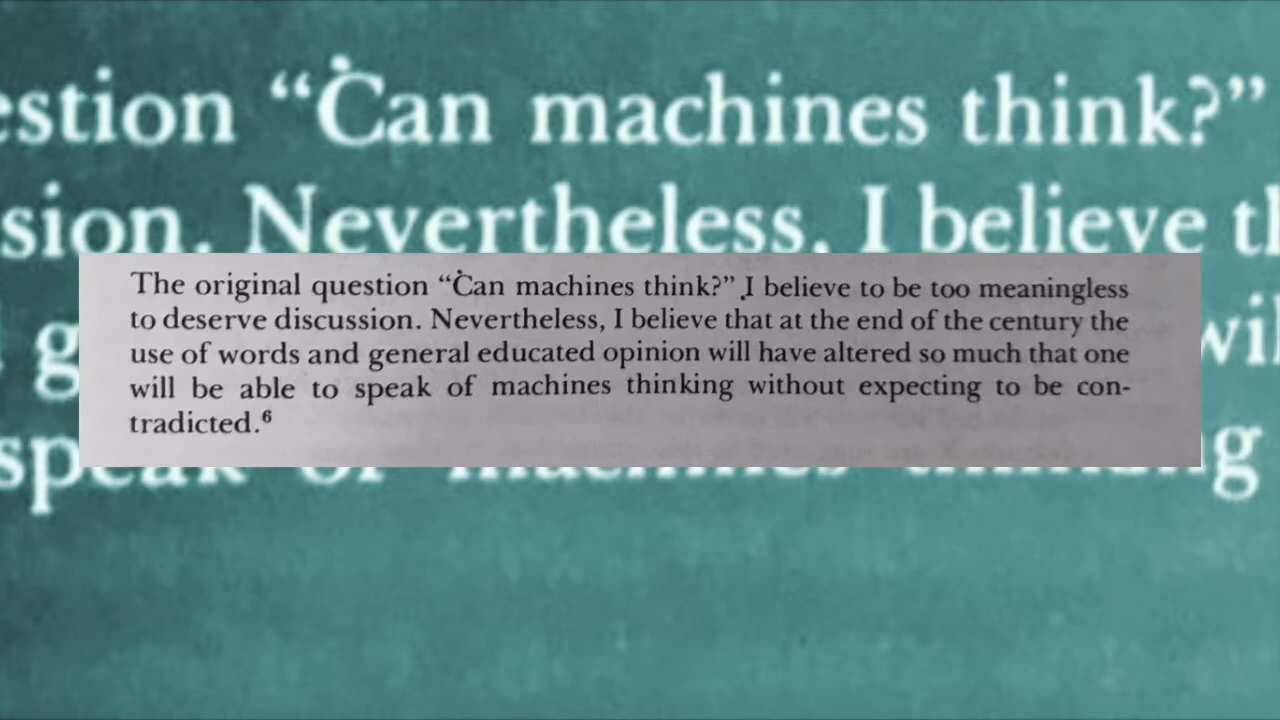 estion “Can machines think?”
sion. Nevertheless, I believe
The original question “Can machines think?” I believe to be too meaningless
to deserve discussion. Nevertheless, I believe that at the end of the century the
use of words and general educated opinion will have altered so much that one
will be able to speak of machines thinking without expecting to be con-
tradicted.⁶